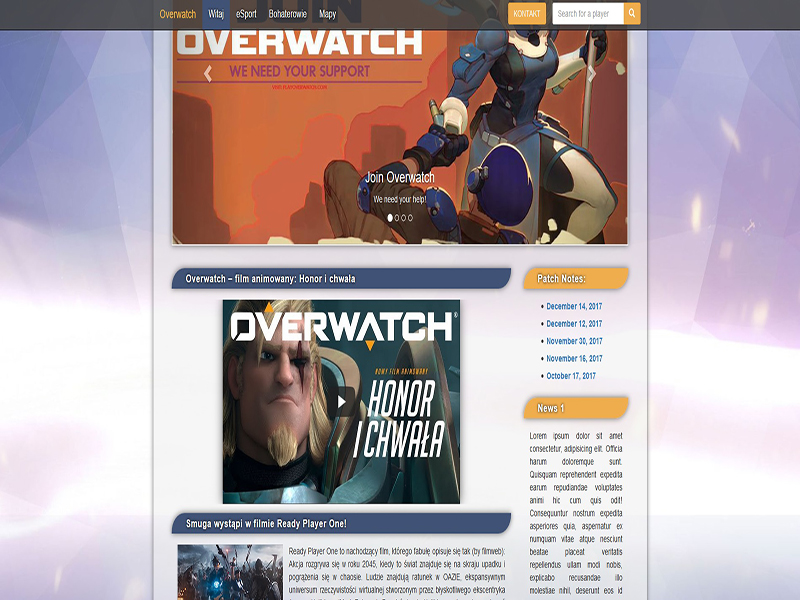 Overwatch Witaj eSport Bohaterowie Mapy KONTAKT Search for a player
OVERWATCH
WE NEED YOUR SUPPORT
Join Overwatch
We need your help!
Overwatch – film animowany: Honor i chwała
OVERWATCH®
NOWY FILM ANIMOWANY
HONOR
I CHWAŁA
Smuga wystąpi w filmie Ready Player One!
Ready Player One to nachodzący film, którego fabułę opisuje się tak (by filmweb):
Akcja rozgrywa się w roku 2045, kiedy to świat znajduje się na skraju upadku i
pogrążenia się w chaosie. Ludzie znajdują ratunek w OAZIE, ekspansywnym
universum rzeczywistości wirtualnej stworzonym przez błyskotliwego ekscentryka
Patch Notes:
December 14, 2017
December 12, 2017
November 30, 2017
November 16, 2017
October 17, 2017
News 1
Lorem ipsum dolor sit amet
consectetur, adipisicing elit. Officia
harum doloremque sunt.
Quisquam reprehenderit expedita
earum repudiandae voluptates
animi hic cum quis odit!
Consequuntur nostrum expedita
asperiores quia, aspernatur ex
numquam vitae atque nesciunt
beatae placeat veritatis
repellendus ullam modi nobis,
explicabo recusandae illo
molestiae nihil, deserunt eos id